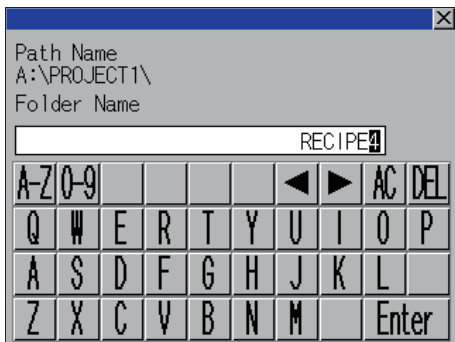 Path Name
A:\PROJECT1\
Folder Name
RECIPE4
A-Z 0-9 ◀ ▶ AC DEL
Q W E R T Y U I O P
A S D F G H J K L
Z X C V B N M Enter